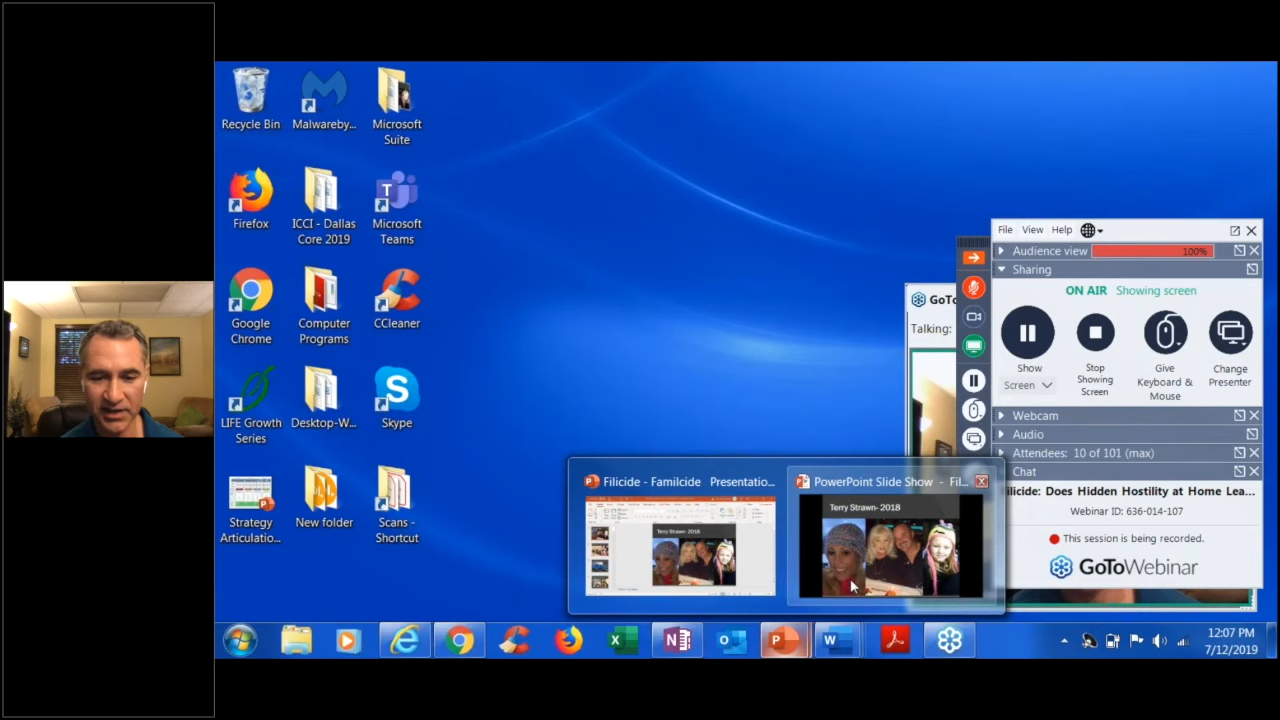 Recycle Bin
Malwareby...
Microsoft
Suite
Firefox
ICCI - Dallas
Core 2019
Microsoft
Teams
Google
Chrome
Computer
Programs
CCleaner
LIFE Growth
Series
Desktop-W...
Skype
Strategy
Articulatio...
New folder
Scans -
Shortcut
File View Help
Audience view 100%
Sharing
ON AIR Showing screen
Show
Screen
Stop
Showing
Screen
Give
Keyboard &
Mouse
Change
Presenter
Webcam
Audio
Attendees: 10 of 101 (max)
Chat
ilicide: Does Hidden Hostility at Home Lea...
Webinar ID: 636-014-107
This session is being recorded.
GoToWebinar
GoTo
Talking:
Filicide - Familcide Presentatio...
Terry Strawn- 2018
PowerPoint Slide Show - Fil...
Terry Strawn- 2018
12:07 PM
7/12/2019